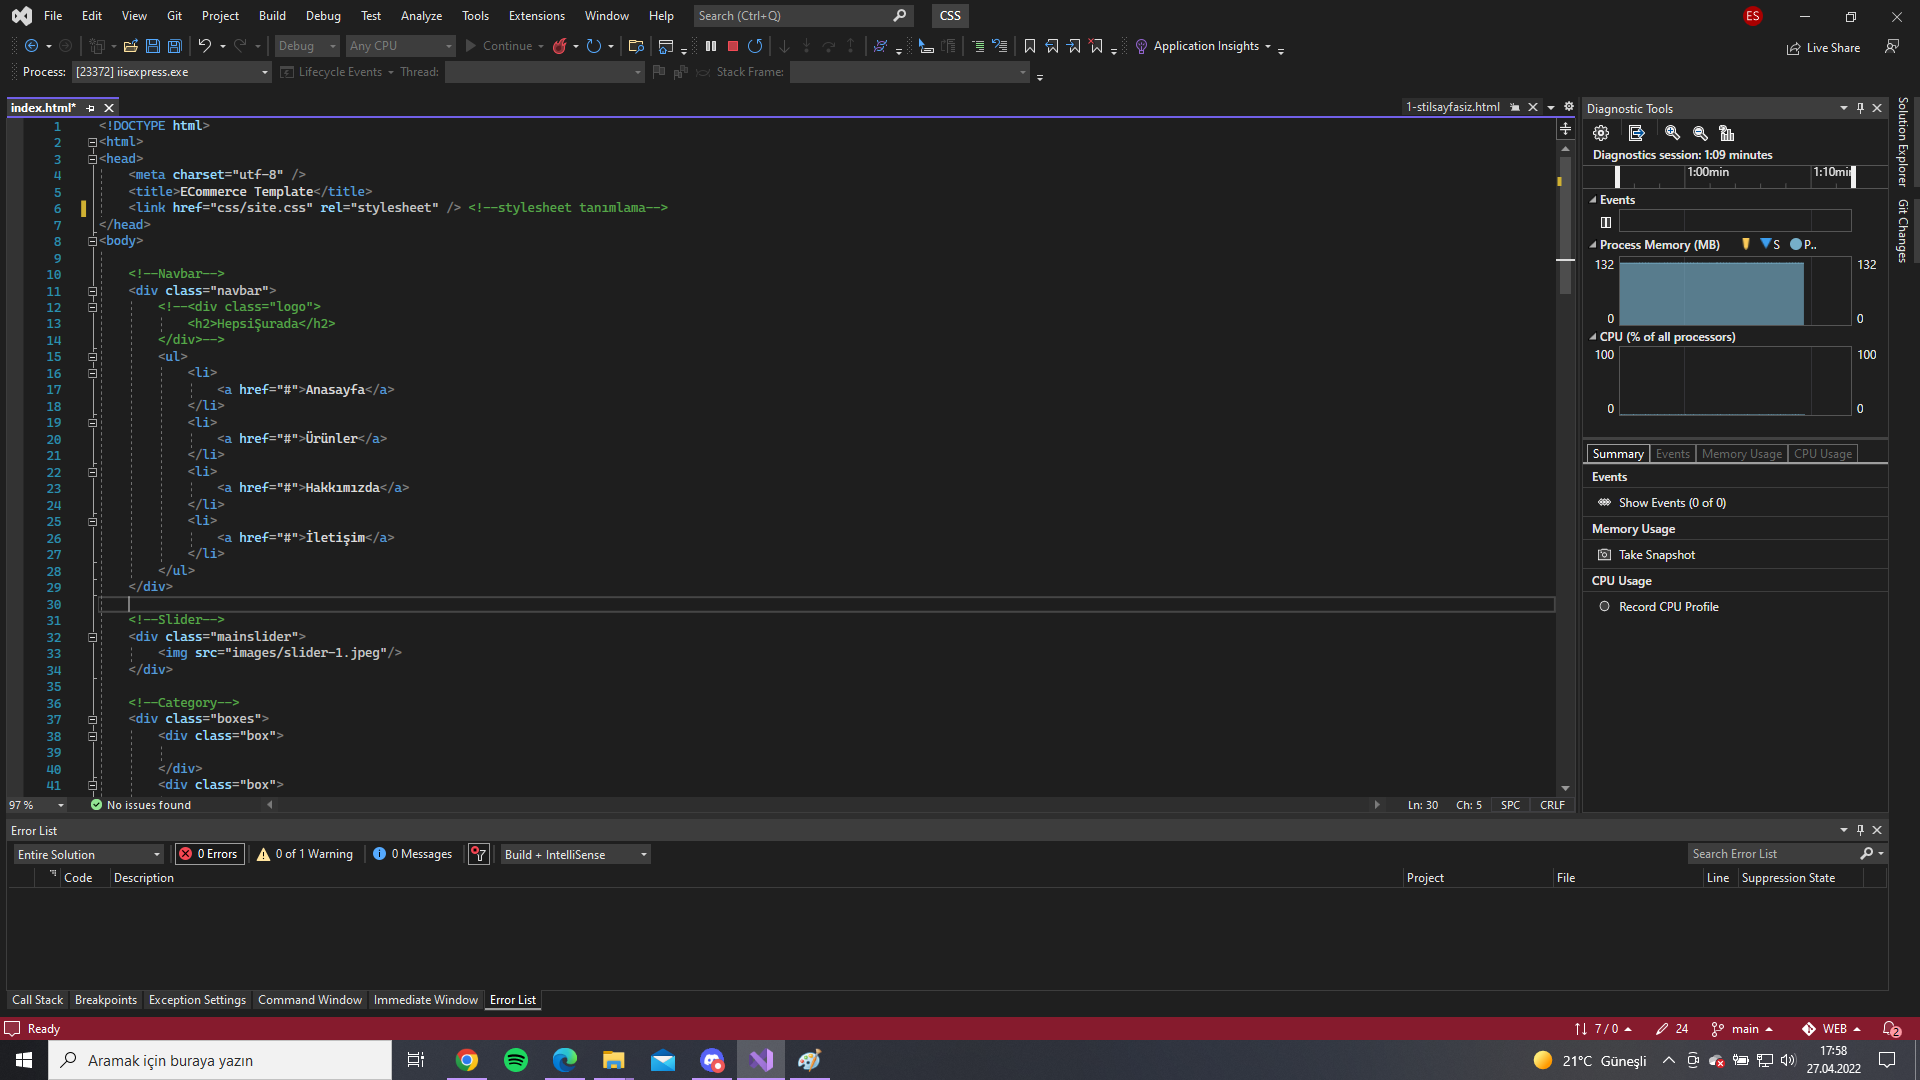 File Edit View Git Project Build Debug Test Analyze Tools Extensions Window Help Search (Ctrl+Q) CSS ES
Debug Any CPU Continue Application Insights Live Share
Process: [23372] iisexpress.exe Lifecycle Events Thread: Stack Frame:
index.html* 1-stilsayfasiz.html
1 <!DOCTYPE html>
2 <html>
3 <head>
4 <meta charset="utf-8" />
5 <title>ECommerce Template</title>
6 <link href="css/site.css" rel="stylesheet" /> <!--stylesheet tanımlama-->
7 </head>
8 <body>
9
10 <!--Navbar-->
11 <div class="navbar">
12 <!--<div class="logo">
13 <h2>HepsiŞurada</h2>
14 </div>-->
15 <ul>
16 <li>
17 <a href="#">Anasayfa</a>
18 </li>
19 <li>
20 <a href="#">Ürünler</a>
21 </li>
22 <li>
23 <a href="#">Hakkımızda</a>
24 </li>
25 <li>
26 <a href="#">İletişim</a>
27 </li>
28 </ul>
29 </div>
30
31 <!--Slider-->
32 <div class="mainslider">
33 <img src="images/slider-1.jpeg"/>
34 </div>
35
36 <!--Category-->
37 <div class="boxes">
38 <div class="box">
39
40 </div>
41 <div class="box">
97 % No issues found Ln: 30 Ch: 5 SPC CRLF
Diagnostic Tools
Diagnostics session: 1:09 minutes
1:00min 1:10min
Events
Process Memory (MB) S P..
132 132
0 0
CPU (% of all processors)
100 100
0 0
Summary Events Memory Usage CPU Usage
Events
Show Events (0 of 0)
Memory Usage
Take Snapshot
CPU Usage
Record CPU Profile
Solution Explorer
Git Changes
Error List
Entire Solution 0 Errors 0 of 1 Warning 0 Messages Build + IntelliSense Search Error List
Code Description Project File Line Suppression State
Call Stack Breakpoints Exception Settings Command Window Immediate Window Error List
Ready 7 / 0 24 main WEB 2
Aramak için buraya yazın 21°C Güneşli 17:58
27.04.2022